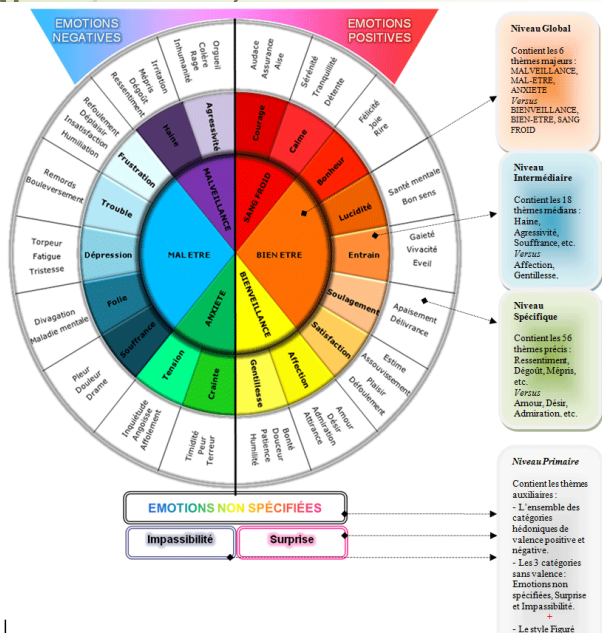 EMOTIONS
NEGATIVES
EMOTIONS
POSITIVES
Orgueil
Colère
Rage
Inhumanité
Irritation
Mépris
Dégoût
Ressentiment
Refoulement
Déplaisir
Insatisfaction
Humiliation
Remords
Bouleversement
Torpeur
Fatigue
Tristesse
Divagation
Maladie mentale
Pleur
Douleur
Drame
Inquiétude
Angoisse
Affolement
Timidité
Peur
Terreur
Audace
Assurance
Aise
Sérénité
Tranquillité
Détente
Félicité
Joie
Rire
Santé mentale
Bon sens
Gaieté
Vivacité
Eveil
Apaisement
Délivrance
Estime
Assouvissement
Plaisir
Défoulement
Amour
Désir
Admiration
Attirance
Bonté
Douceur
Patience
Humilité
Agressivité
Haine
Frustration
Trouble
Dépression
Folie
Souffrance
Tension
Crainte
Courage
Calme
Bonheur
Lucidité
Entrain
Soulagement
Satisfaction
Affection
Gentillesse
MALVEILLANCE
MAL ETRE
ANXIETE
SANG FROID
BIEN ETRE
BIENVEILLANCE
EMOTIONS NON SPÉCIFIÉES
Impassibilité
Surprise
Niveau Global
Contient les 6
thèmes majeurs :
MALVEILLANCE,
MAL-ETRE,
ANXIETE
Versus
BIENVEILLANCE,
BIEN-ETRE, SANG
FROID
Niveau
Intermédiaire
Contient les 18
thèmes médians :
Haine,
Agressivité,
Souffrance, etc.
Versus
Affection,
Gentillesse.
Niveau
Spécifique
Contient les 56
thèmes précis :
Ressentiment,
Dégoût, Mépris,
etc.
Versus
Amour, Désir,
Admiration. etc.
Niveau Primaire
Contient les thèmes
auxiliaires :
- L'ensemble des
catégories
hédoniques de
valence positive et
négative.
- Les 3 catégories
sans valence :
Emotions non
spécifiées, Surprise
et Impassibilité.
+
- Le style Figuré